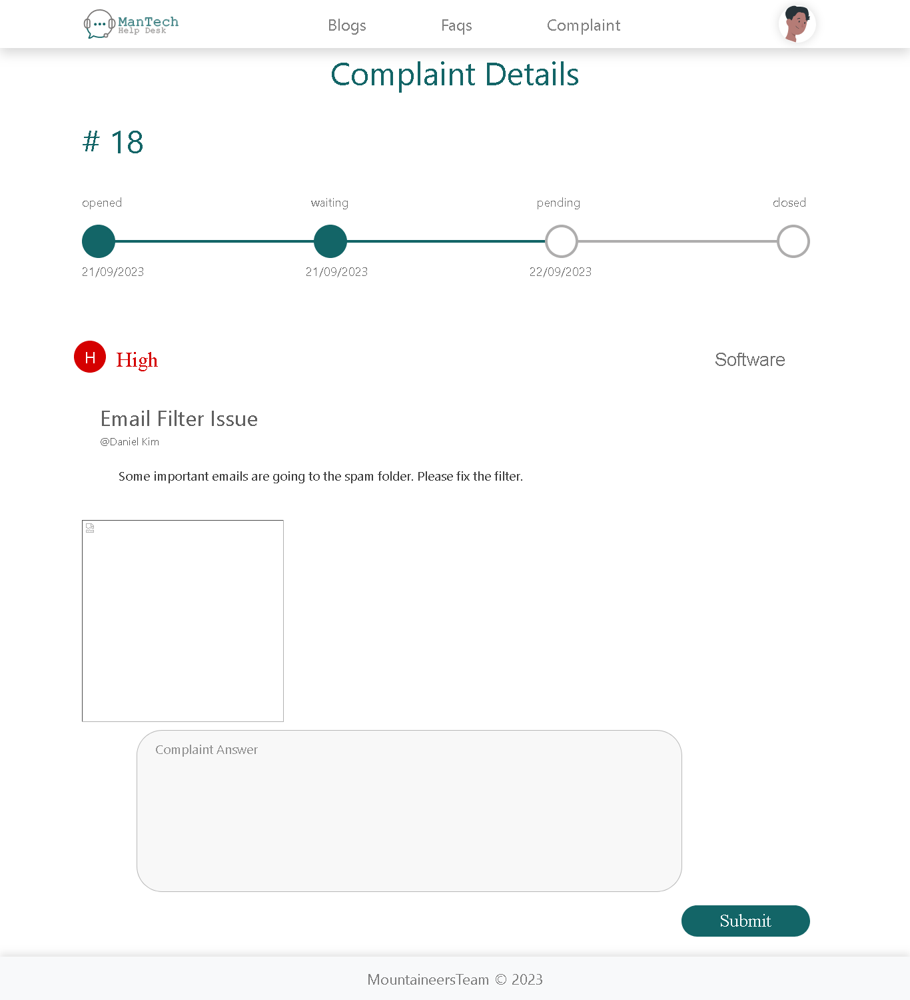 ManTech
Help Desk
Blogs
Faqs
Complaint
Complaint Details
# 18
opened
waiting
pending
closed
21/09/2023
21/09/2023
22/09/2023
H
High
Software
Email Filter Issue
@Daniel Kim
Some important emails are going to the spam folder. Please fix the filter.
Complaint Answer
Submit
MountaineersTeam © 2023